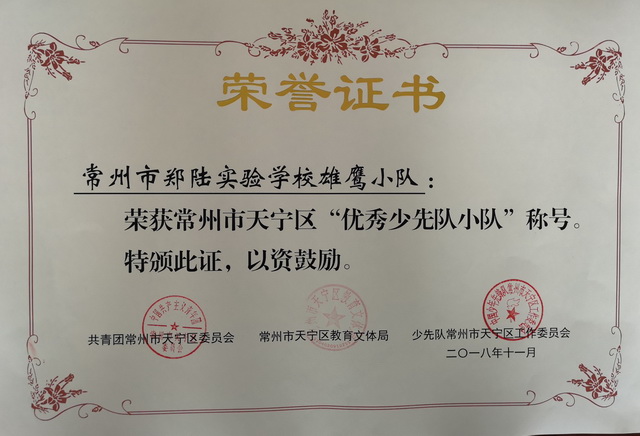 荣誉证书
常州市郑陆实验学校雄鹰小队：
荣获常州市天宁区“优秀少先队小队”称号。
特颁此证，以资鼓励。
共青团常州市天宁区委员会
常州市天宁区教育文体局
少先队常州市天宁区工作委员会
二〇一八年十一月